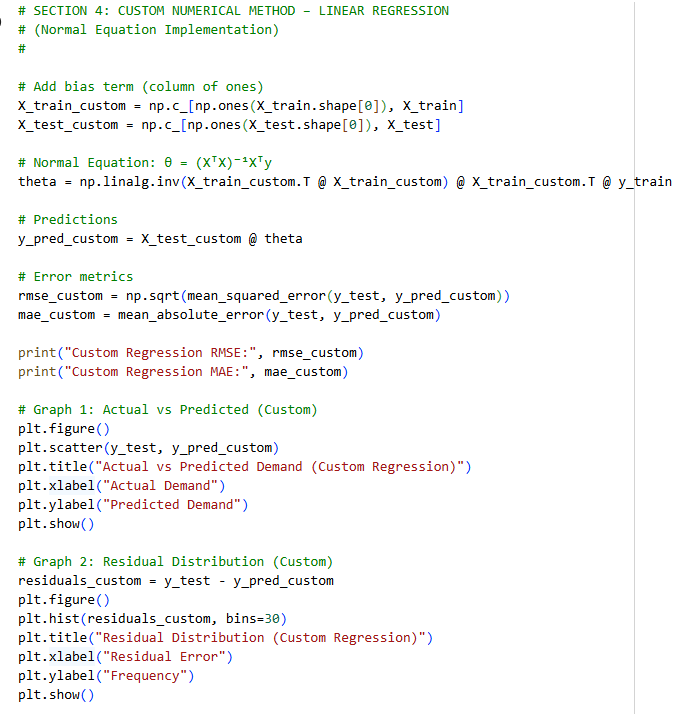 # SECTION 4: CUSTOM NUMERICAL METHOD – LINEAR REGRESSION
# (Normal Equation Implementation)
#
# Add bias term (column of ones)
X_train_custom = np.c_[np.ones(X_train.shape[0]), X_train]
X_test_custom = np.c_[np.ones(X_test.shape[0]), X_test]
# Normal Equation: θ = (XᵀX)⁻¹Xᵀy
theta = np.linalg.inv(X_train_custom.T @ X_train_custom) @ X_train_custom.T @ y_train
# Predictions
y_pred_custom = X_test_custom @ theta
# Error metrics
rmse_custom = np.sqrt(mean_squared_error(y_test, y_pred_custom))
mae_custom = mean_absolute_error(y_test, y_pred_custom)
print("Custom Regression RMSE:", rmse_custom)
print("Custom Regression MAE:", mae_custom)
# Graph 1: Actual vs Predicted (Custom)
plt.figure()
plt.scatter(y_test, y_pred_custom)
plt.title("Actual vs Predicted Demand (Custom Regression)")
plt.xlabel("Actual Demand")
plt.ylabel("Predicted Demand")
plt.show()
# Graph 2: Residual Distribution (Custom)
residuals_custom = y_test - y_pred_custom
plt.figure()
plt.hist(residuals_custom, bins=30)
plt.title("Residual Distribution (Custom Regression)")
plt.xlabel("Residual Error")
plt.ylabel("Frequency")
plt.show()